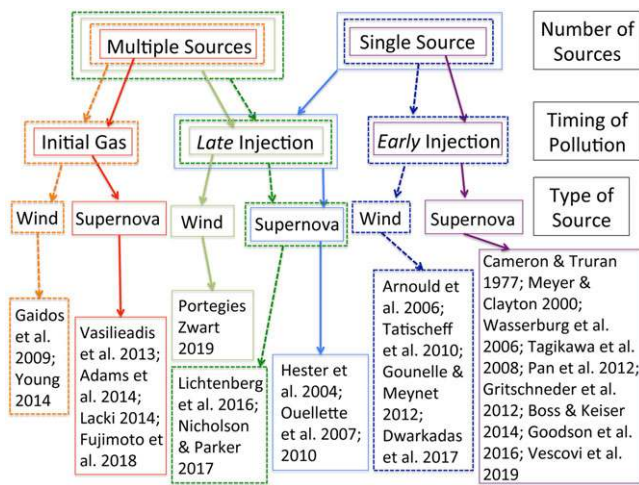 Multiple Sources
Single Source
Number of
Sources
Initial Gas
Late Injection
Early Injection
Timing of
Pollution
Wind
Supernova
Wind
Supernova
Wind
Supernova
Type of
Source
Gaidos
et al.
2009;
Young
2014
Vasilieadis
et al. 2013;
Adams et al.
2014;
Lacki 2014;
Fujimoto et
al. 2018
Portegies
Zwart
2019
Lichtenberg
et al. 2016;
Nicholson
& Parker
2017
Hester et
al. 2004;
Ouellette
et al. 2007;
2010
Arnould et
al. 2006;
Tatischeff
et al. 2010;
Gounelle &
Meynet
2012;
Dwarkadas
et al. 2017
Cameron & Truran
1977; Meyer &
Clayton 2000;
Wasserburg et al.
2006; Tagikawa et al.
2008; Pan et al. 2012;
Gritschneder et al.
2012; Boss & Keiser
2014; Goodson et al.
2016; Vescovi et al.
2019